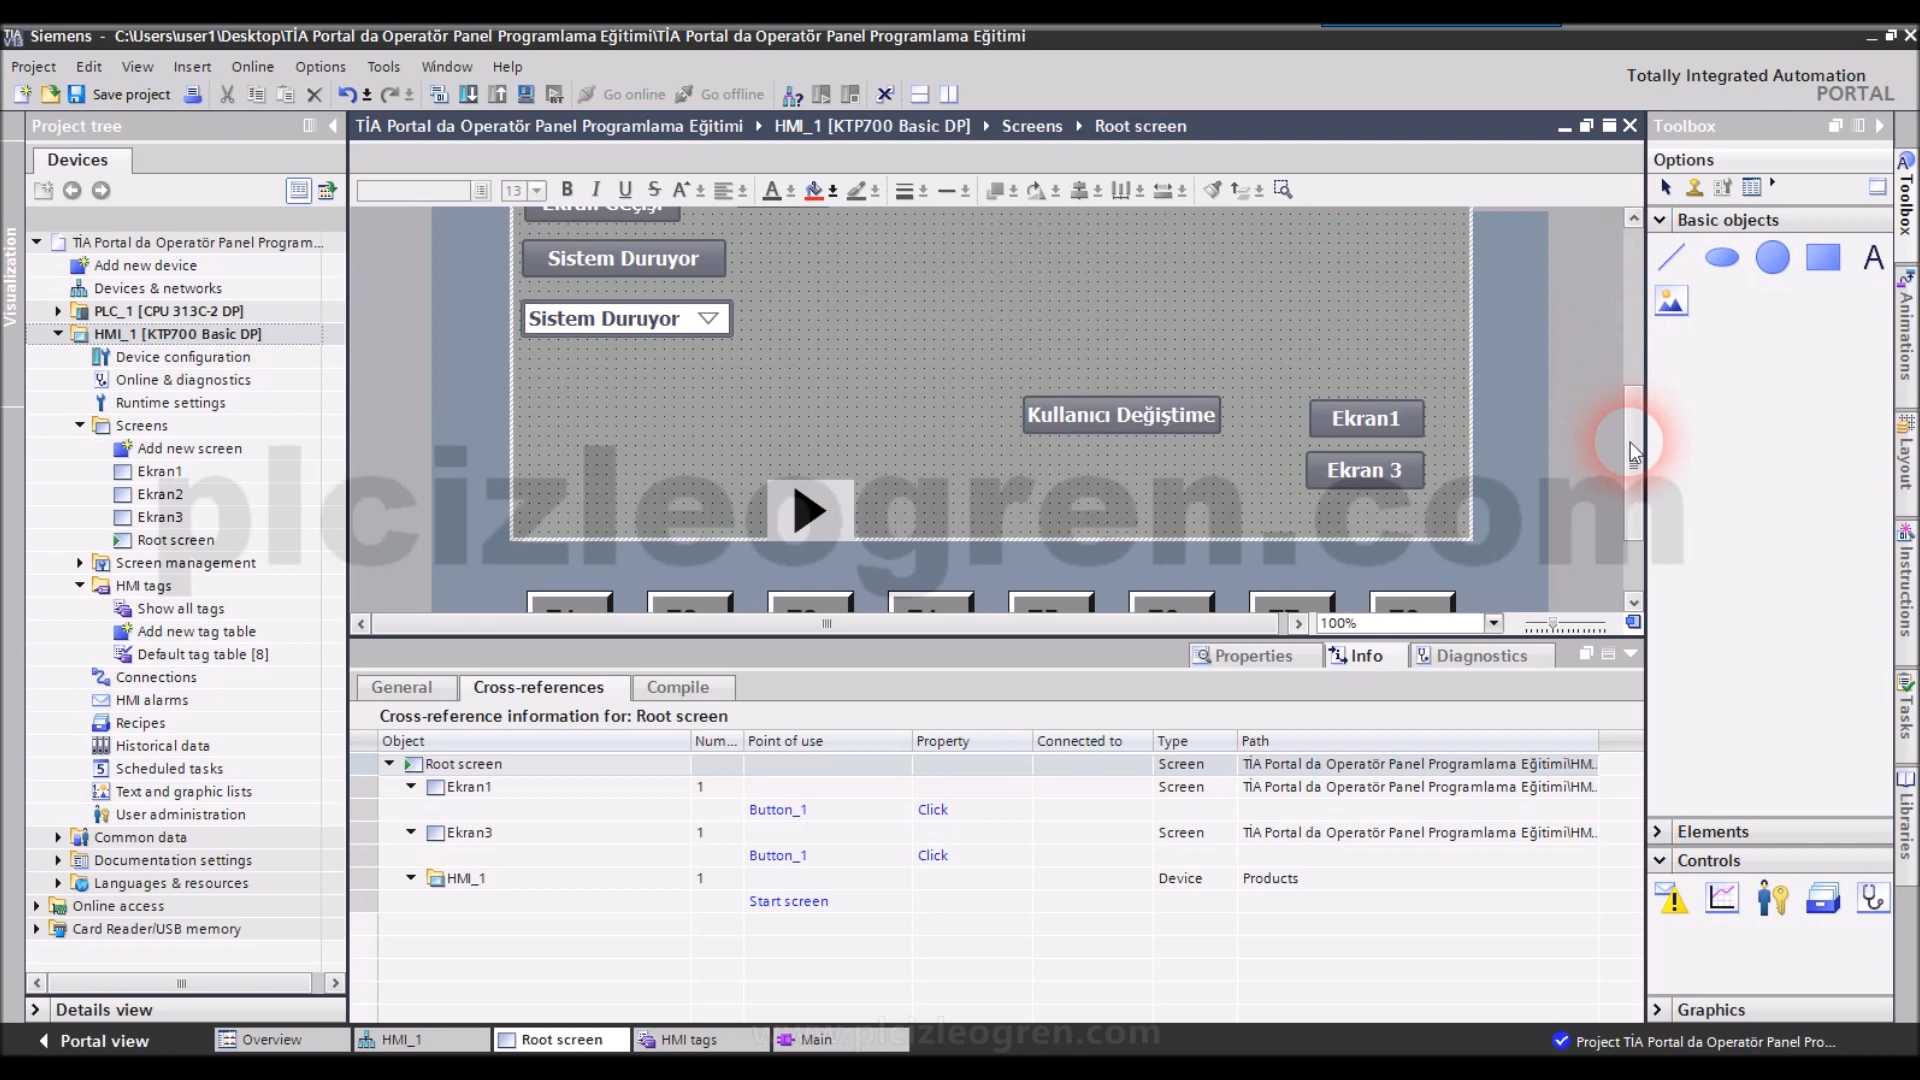 Siemens - C:\Users\user1\Desktop\TİA Portal da Operatör Panel Programlama Eğitimi\TİA Portal da Operatör Panel Programlama Eğitimi
Project Edit View Insert Online Options Tools Window Help
Totally Integrated Automation
PORTAL
Save project Go online Go offline
Project tree
TİA Portal da Operatör Panel Programlama Eğitimi HMI_1 [KTP700 Basic DP] Screens Root screen
Toolbox
Devices
Options
13 B I U S A A
Basic objects
A
Visualization
TİA Portal da Operatör Panel Program...
Add new device
Devices & networks
PLC_1 [CPU 313C-2 DP]
HMI_1 [KTP700 Basic DP]
Device configuration
Online & diagnostics
Runtime settings
Screens
Add new screen
Ekran1
Ekran2
Ekran3
Root screen
Screen management
HMI tags
Show all tags
Add new tag table
Default tag table [8]
Connections
HMI alarms
Recipes
Historical data
Scheduled tasks
Text and graphic lists
User administration
Common data
Documentation settings
Languages & resources
Online access
Card Reader/USB memory
Details view
Ekran Geçişi
Sistem Duruyor
Sistem Duruyor
Kullanıcı Değiştime
Ekran1
Ekran 3
plcizleogren.com
100%
Properties Info Diagnostics
General Cross-references Compile
Cross-reference information for: Root screen
Object Num... Point of use Property Connected to Type Path
Root screen Screen TİA Portal da Operatör Panel Programlama Eğitimi\HM..
Ekran1 1 Screen TİA Portal da Operatör Panel Programlama Eğitimi\HM..
Button_1 Click
Ekran3 1 Screen TİA Portal da Operatör Panel Programlama Eğitimi\HM..
Button_1 Click
HMI_1 1 Device Products
Start screen
Elements
Controls
Graphics
Toolbox
Animations
Layout
Instructions
Tasks
Libraries
Portal view Overview HMI_1 Root screen HMI tags Main
www.plcizleogren.com
Project TİA Portal da Operatör Panel Pro...